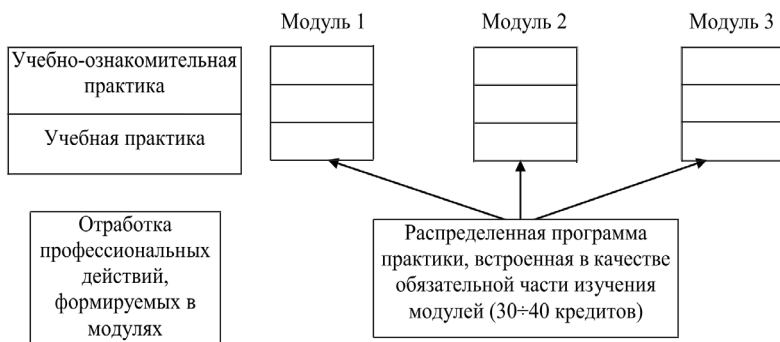 Модуль 1
Модуль 2
Модуль 3
Учебно-ознакомительная
практика
Учебная практика
Отработка
профессиональных
действий,
формируемых в
модулях
Распределенная программа
практики, встроенная в качестве
обязательной части изучения
модулей (30÷40 кредитов)